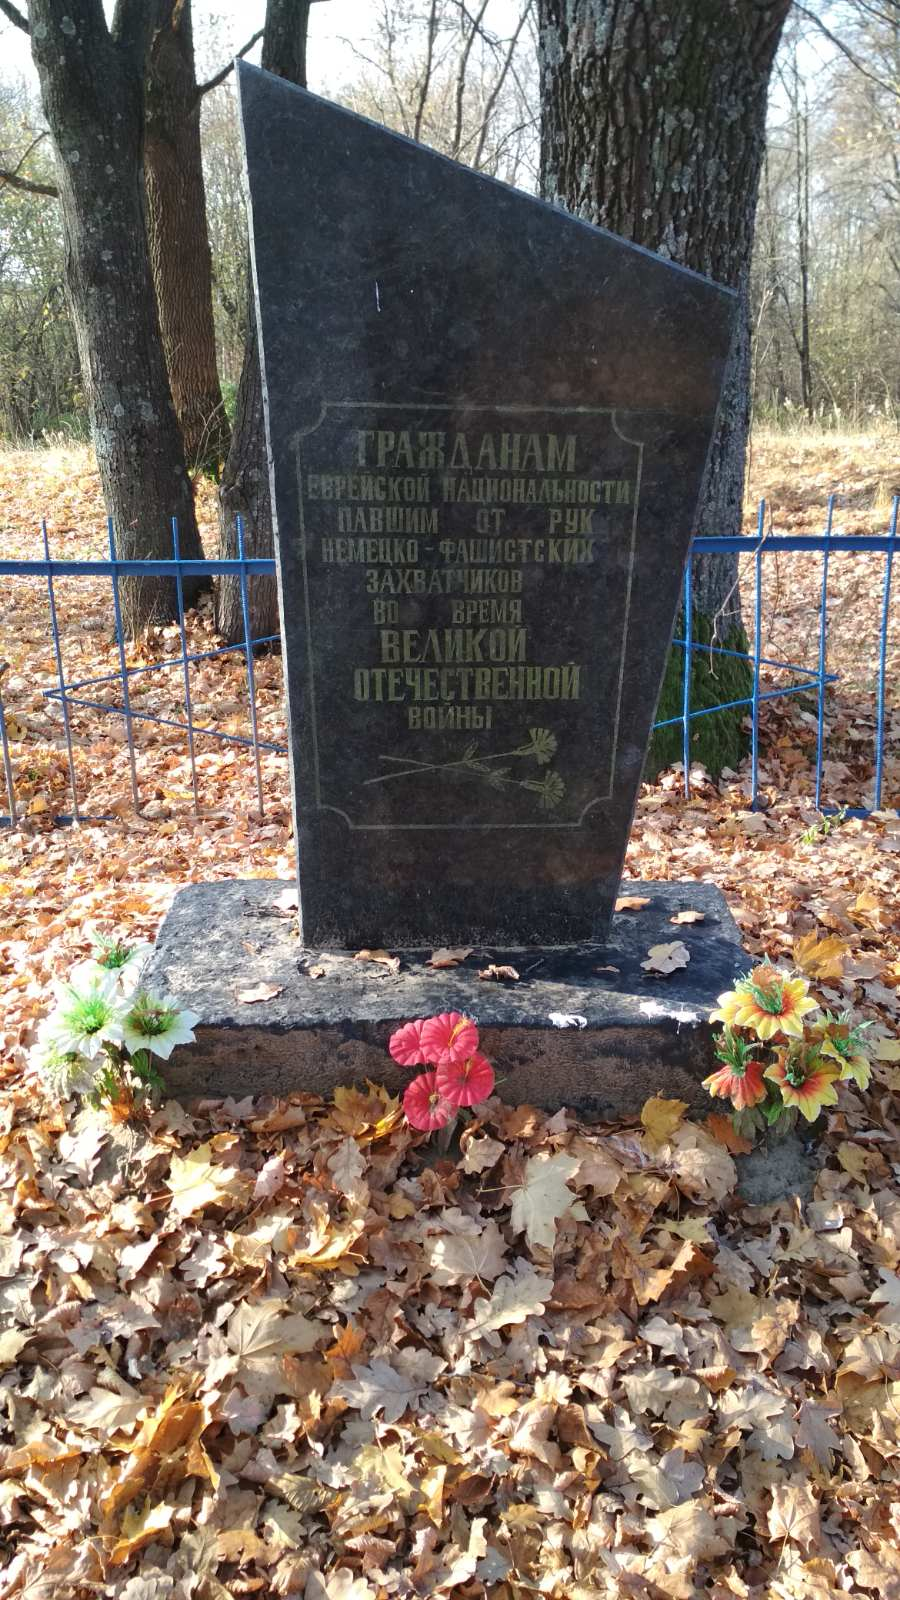 ГРАЖДАНАМ
ЕВРЕЙСКОЙ НАЦИОНАЛЬНОСТИ
ПАВШИМ ОТ РУК
НЕМЕЦКО-ФАШИСТСКИХ
ЗАХВАТЧИКОВ
ВО ВРЕМЯ
ВЕЛИКОЙ
ОТЕЧЕСТВЕННОЙ
ВОЙНЫ